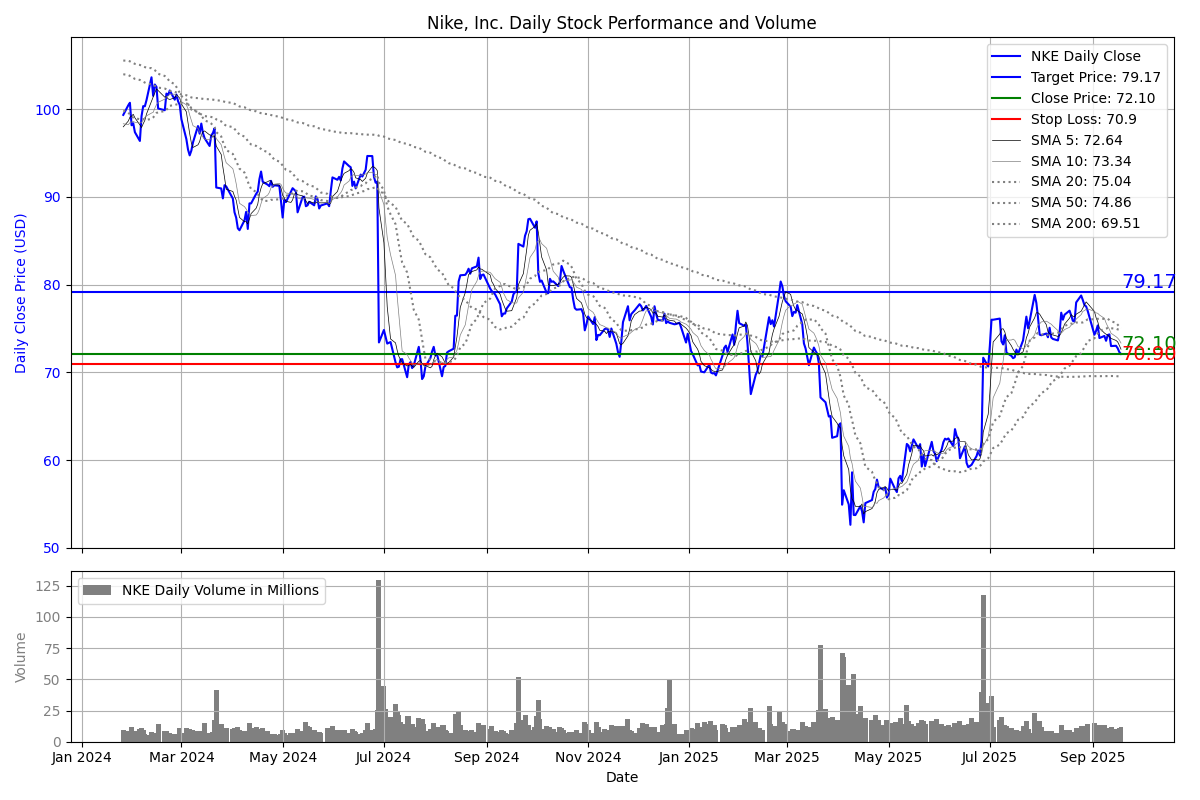 Nike, Inc. Daily Stock Performance and Volume
Daily Close Price (USD)
100
90
80
70
60
50
NKE Daily Close
Target Price: 79.17
Close Price: 72.10
Stop Loss: 70.9
SMA 5: 72.64
SMA 10: 73.34
SMA 20: 75.04
SMA 50: 74.86
SMA 200: 69.51
79.17
72.10
70.90
Volume
125
100
75
50
25
0
NKE Daily Volume in Millions
Jan 2024 Mar 2024 May 2024 Jul 2024 Sep 2024 Nov 2024 Jan 2025 Mar 2025 May 2025 Jul 2025 Sep 2025
Date